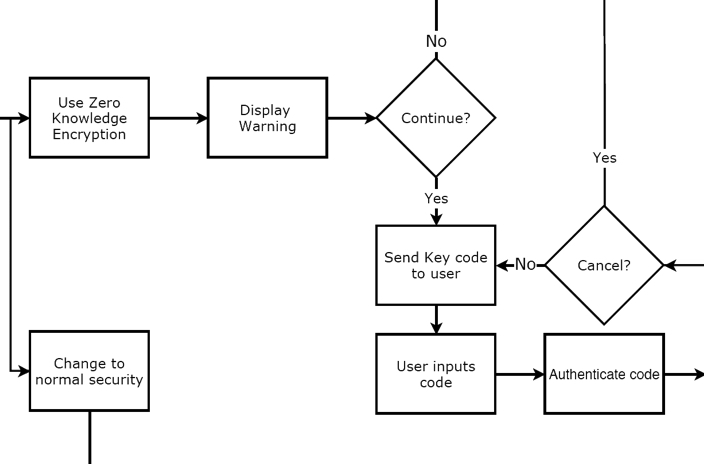 No
Use Zero
Knowledge
Encryption
Display
Warning
Continue?
Yes
Yes
Send Key code
to user
No
Cancel?
Change to
normal security
User inputs
code
Authenticate code